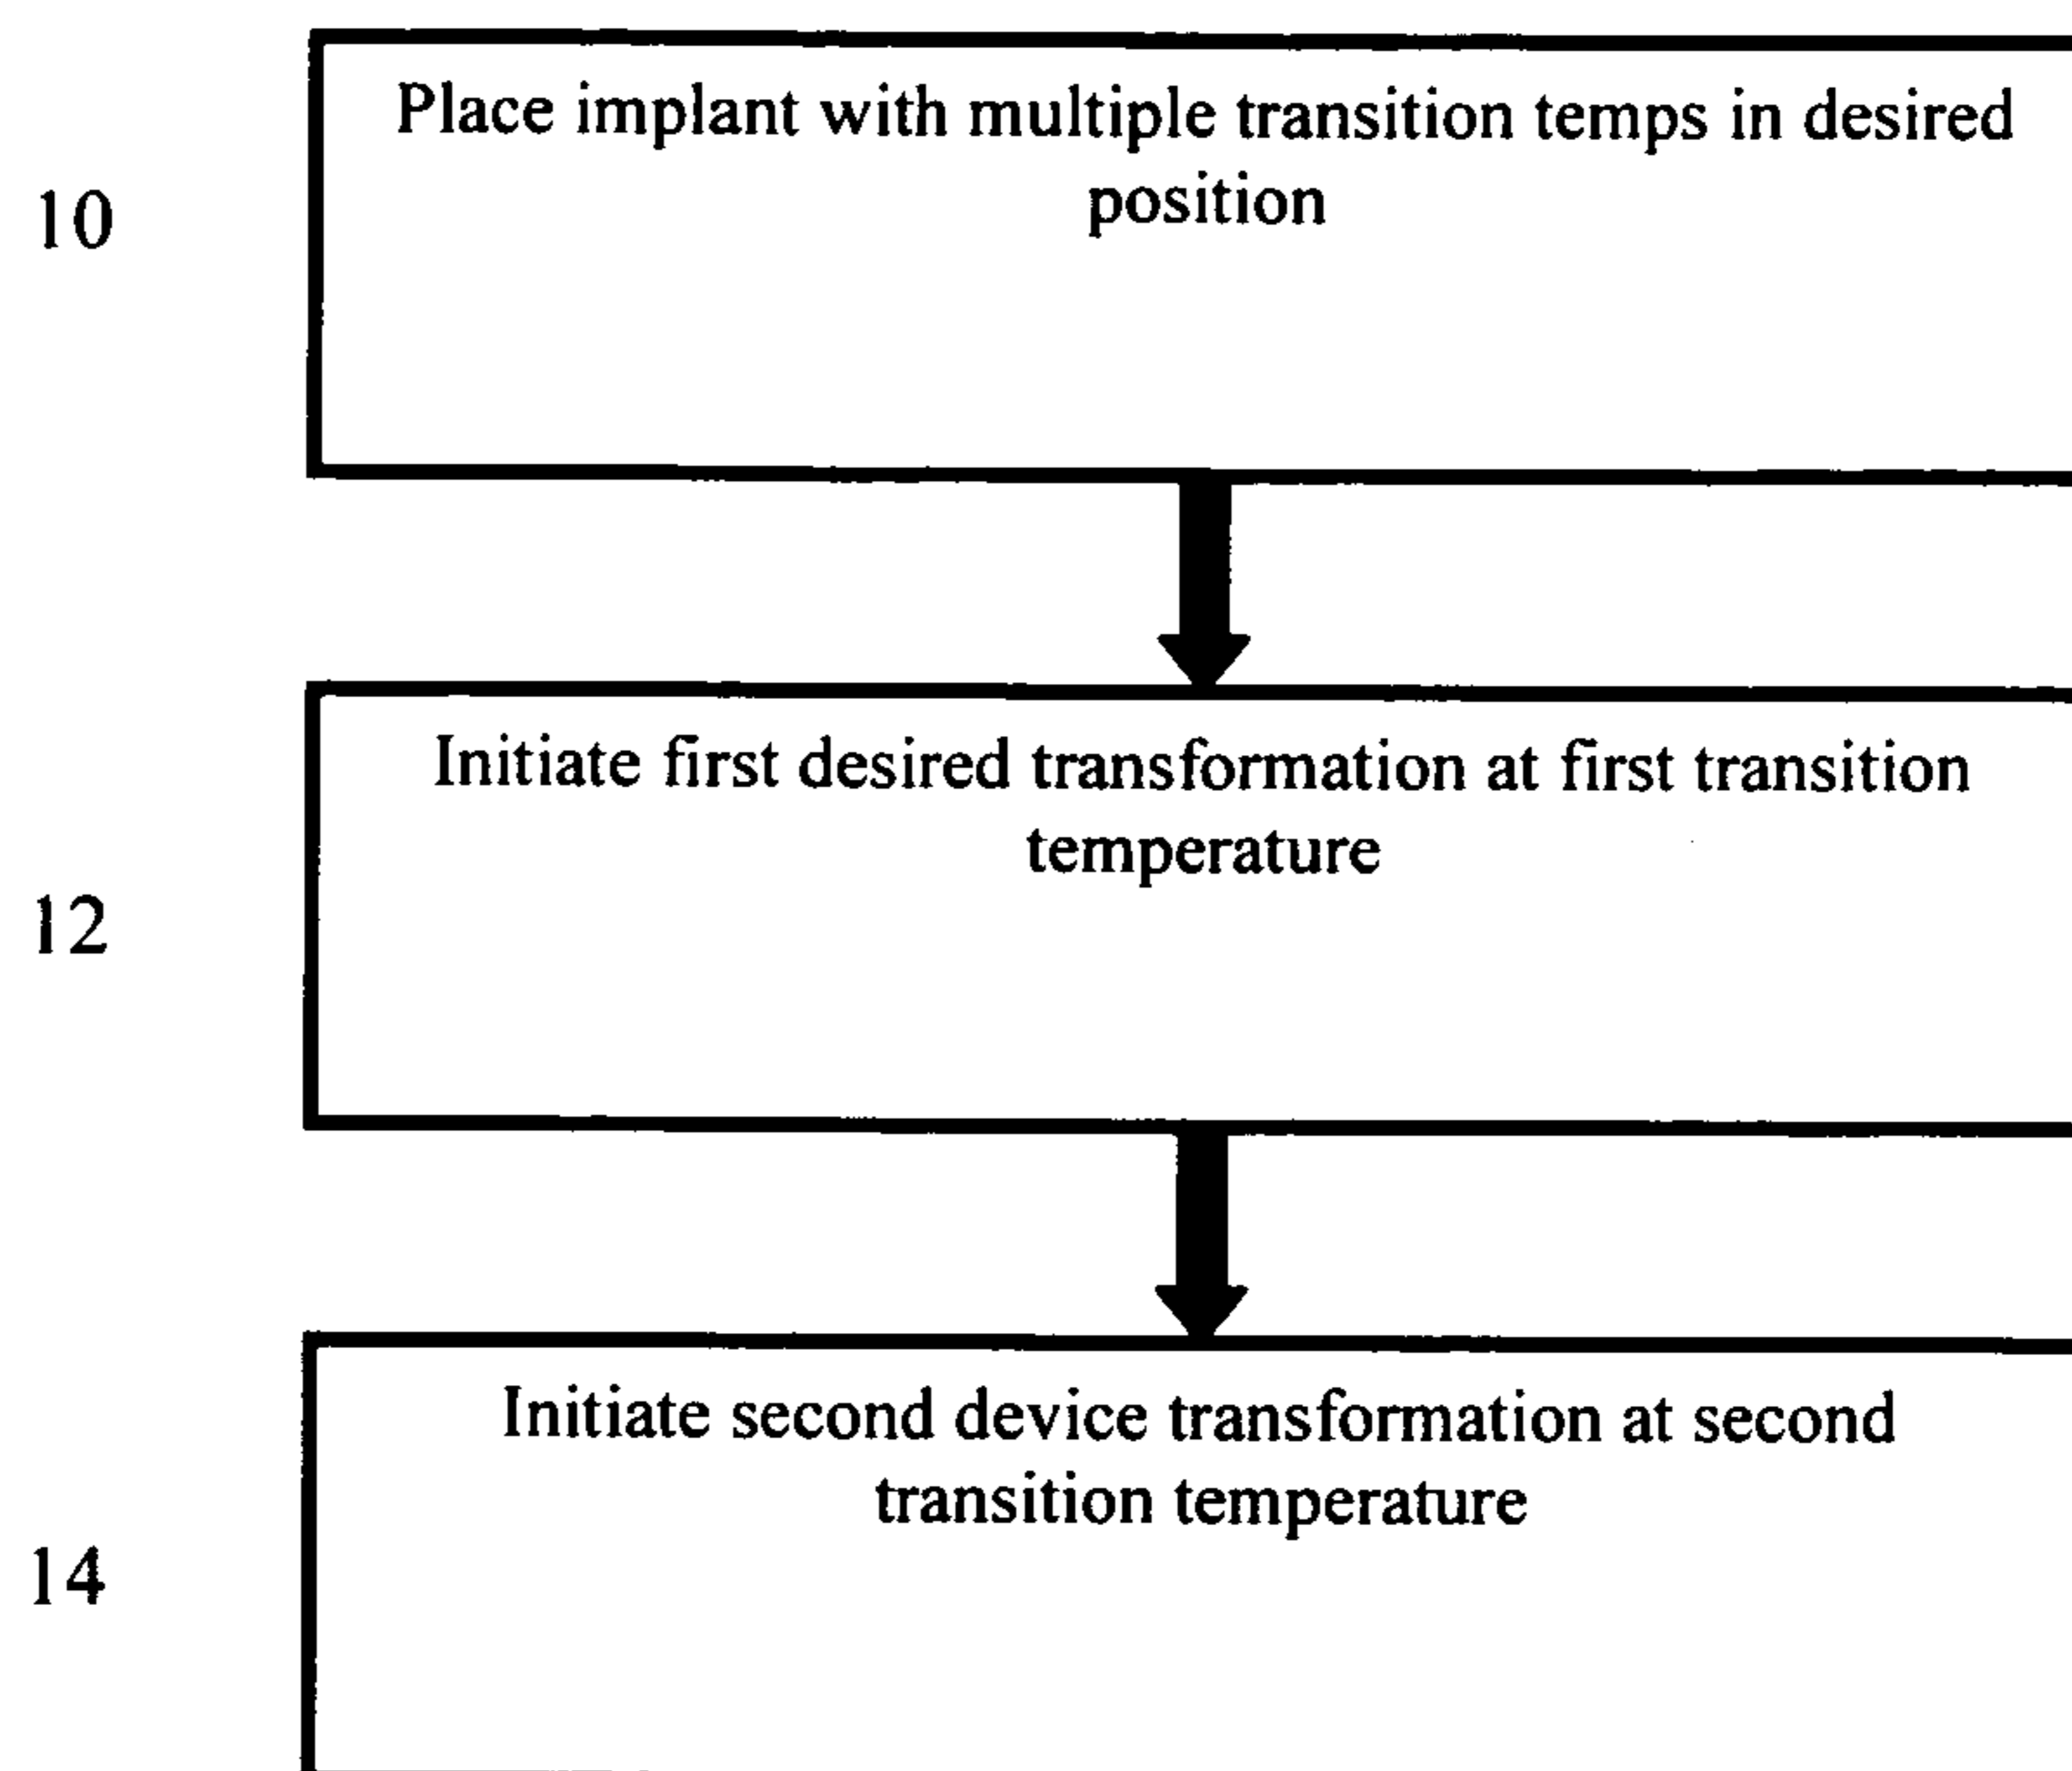 Place implant with multiple transition temps in desired
position
10
Initiate first desired transformation at first transition
temperature
12
Initiate second device transformation at second
transition temperature
14